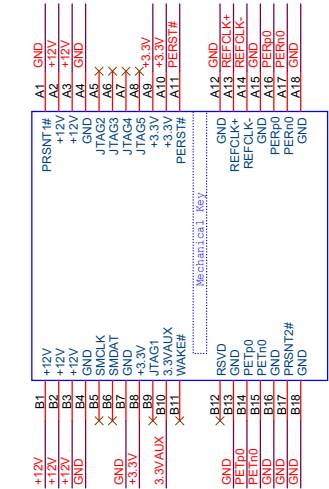 GND
+12V
+12V
GND
+3.3V
+3.3V
PERST#
GND
REFCLK+
REFCLK-
GND
PERp0
PERn0
GND
A1
A2
A3
A4
A5
A6
A7
A8
A9
A10
A11
A12
A13
A14
A15
A16
A17
A18
PRSNT1#
+12V
+12V
GND
JTAG2
JTAG3
JTAG4
JTAG5
+3.3V
+3.3V
PERST#
GND
REFCLK+
REFCLK-
GND
PERp0
PERn0
GND
Mechanical Key
+12V
+12V
+12V
GND
SMCLK
SMDAT
GND
+3.3V
JTAG1
3.3VAUX
WAKE#
RSVD
GND
PETp0
PETn0
GND
PRSNT2#
GND
B1
B2
B3
B4
B5
B6
B7
B8
B9
B10
B11
B12
B13
B14
B15
B16
B17
B18
+12V
+12V
+12V
GND
GND
+3.3V
3.3VAUX
GND
PETp0
PETn0
GND
GND
GND